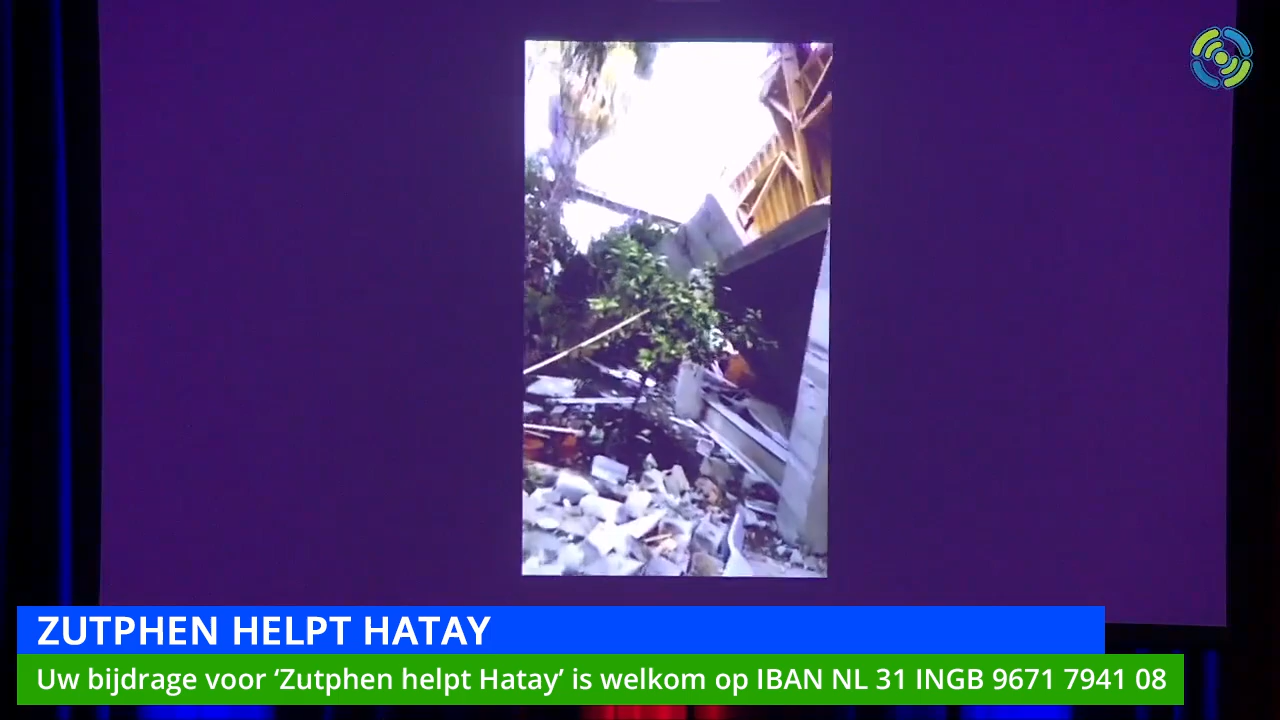 ZUTPHEN HELPT HATAY
Uw bijdrage voor ‘Zutphen helpt Hatay’ is welkom op IBAN NL 31 INGB 9671 7941 08